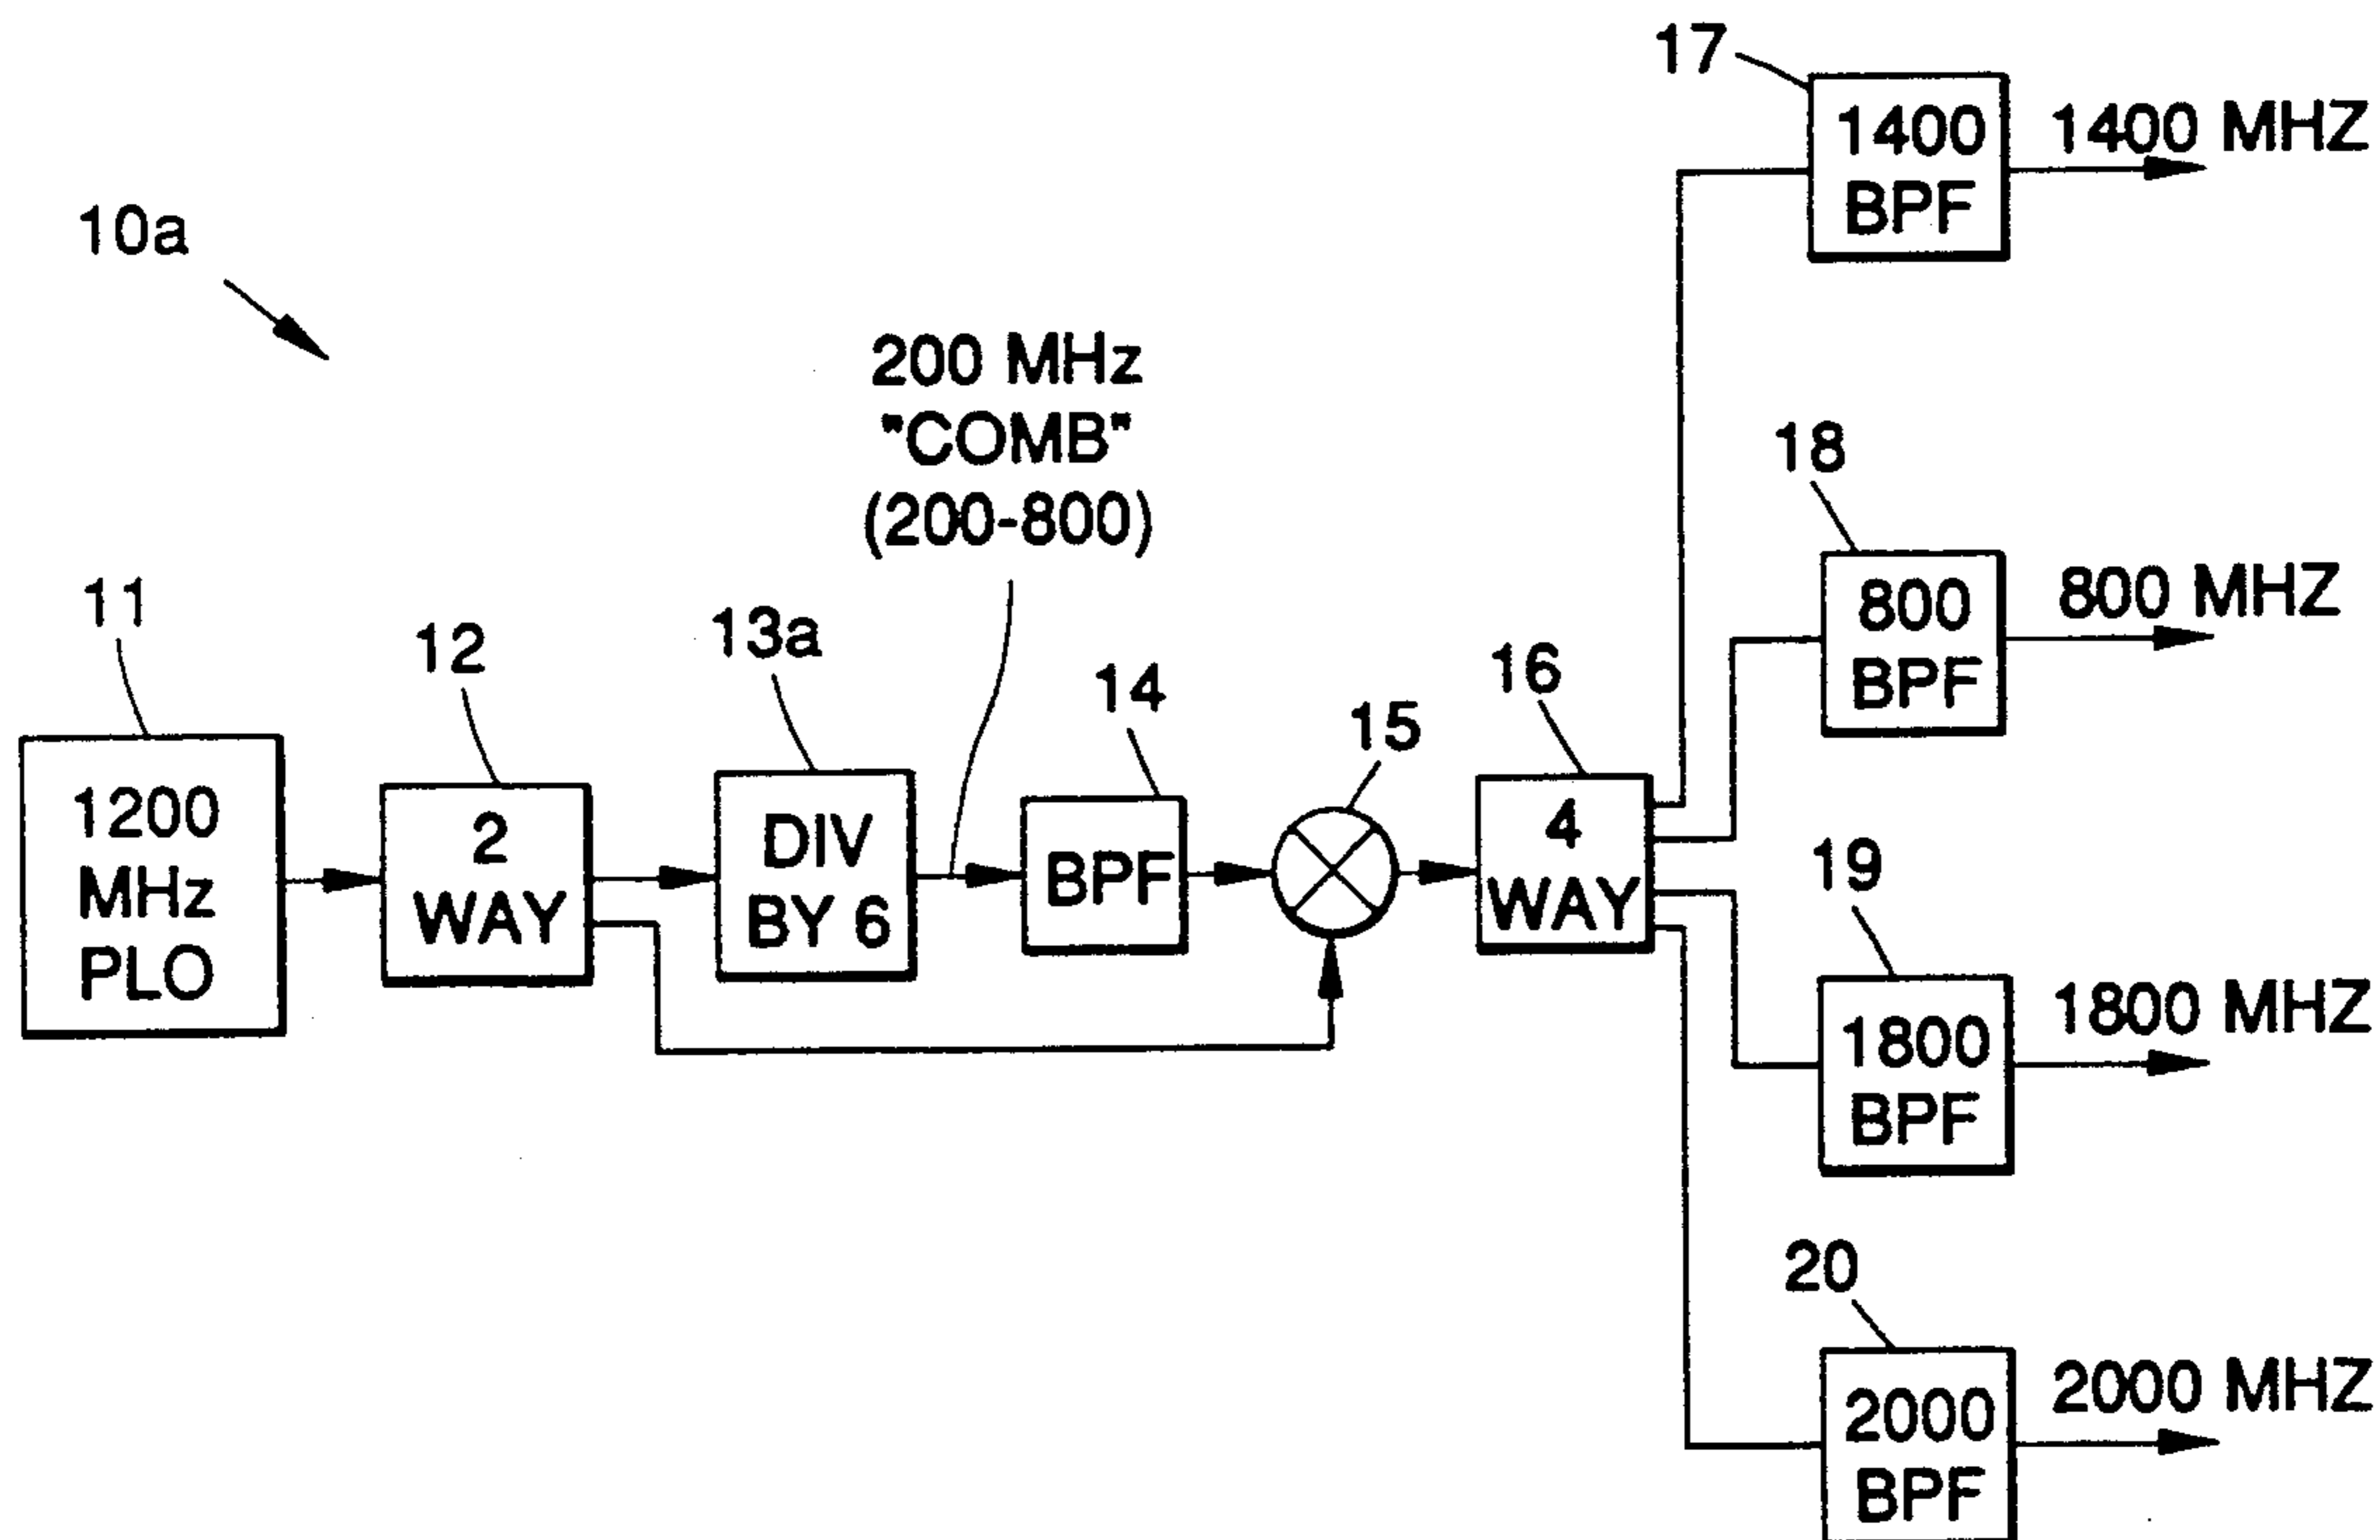 10a
11
1200
MHz
PLO
12
2
WAY
13a
DIV
BY 6
200 MHz
"COMB"
(200-800)
14
BPF
15
16
4
WAY
17
1400
BPF
1400 MHZ
18
800
BPF
800 MHZ
19
1800
BPF
1800 MHZ
20
2000
BPF
2000 MHZ